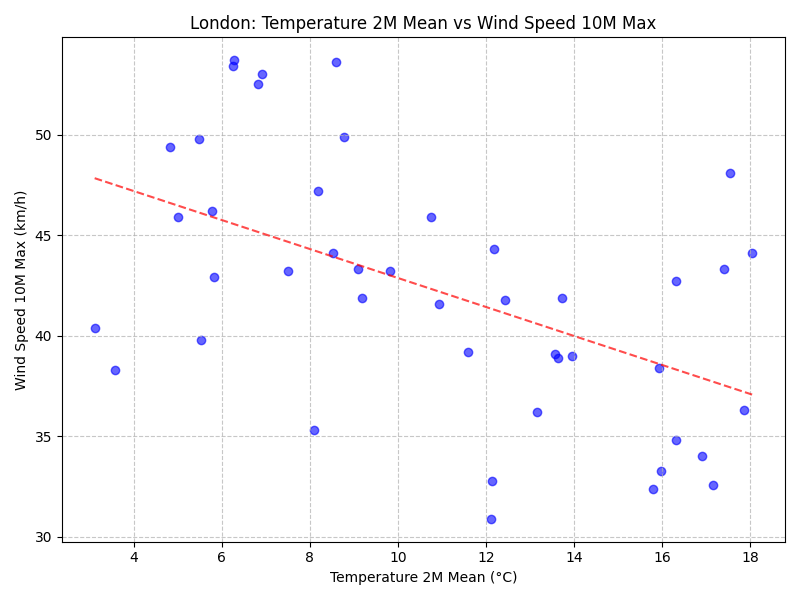 London: Temperature 2M Mean vs Wind Speed 10M Max
Wind Speed 10M Max (km/h)
50
45
40
35
30
4 6 8 10 12 14 16 18
Temperature 2M Mean (°C)